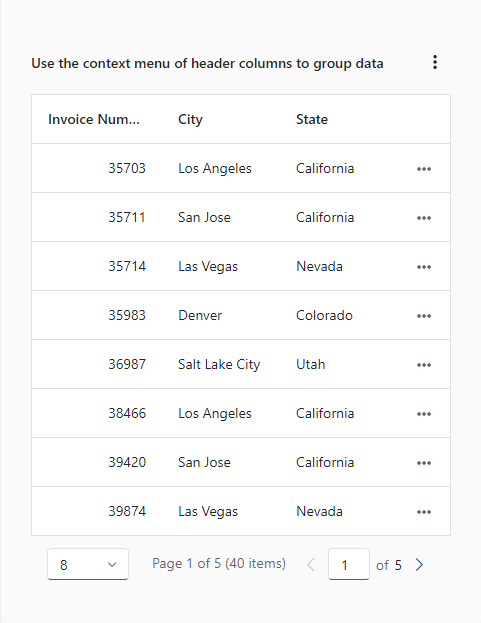 Use the context menu of header columns to group data
Invoice Num... City State
35703 Los Angeles California
35711 San Jose California
35714 Las Vegas Nevada
35983 Denver Colorado
36987 Salt Lake City Utah
38466 Los Angeles California
39420 San Jose California
39874 Las Vegas Nevada
8 Page 1 of 5 (40 items) 1 of 5